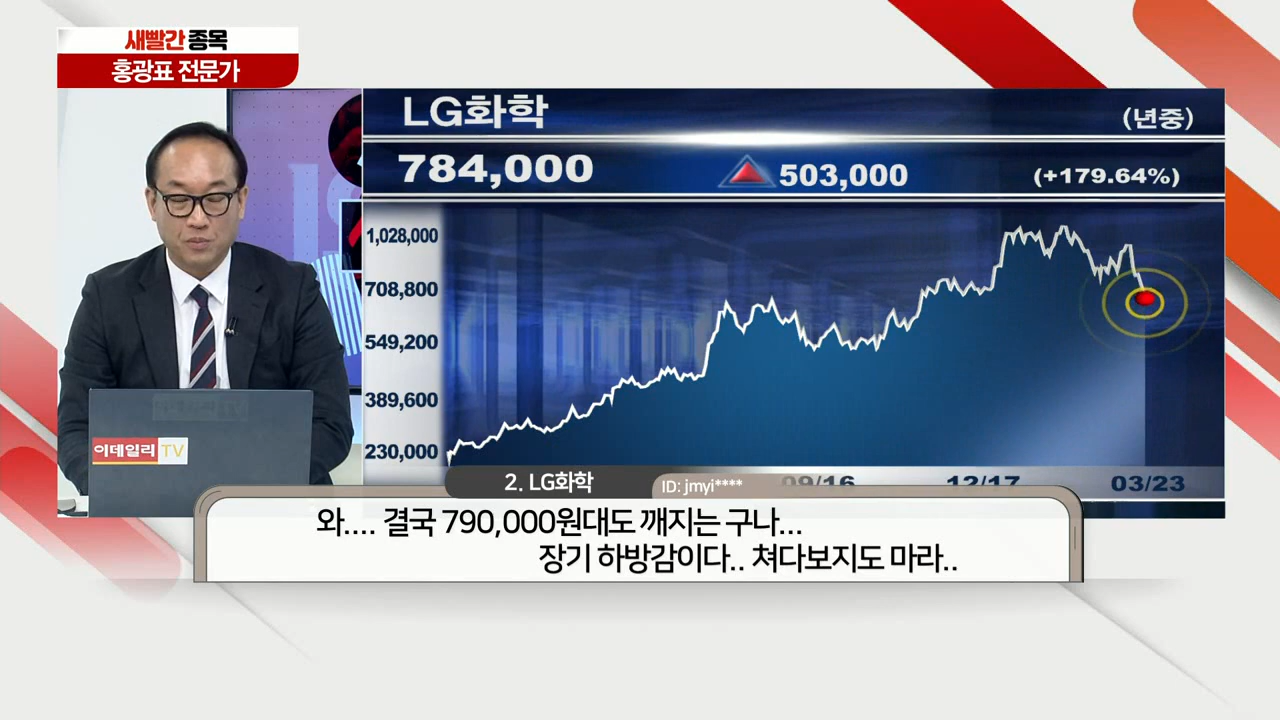 새빨간 종목
홍광표 전문가
LG화학
(년중)
784,000
503,000
(+179.64%)
1,028,000
708,800
549,200
389,600
230,000
09/16
12/17
03/23
이데일리 TV
2. LG화학
ID: jmyi****
와.... 결국 790,000원대도 깨지는 구나...
장기 하방감이다.. 쳐다보지도 마라..